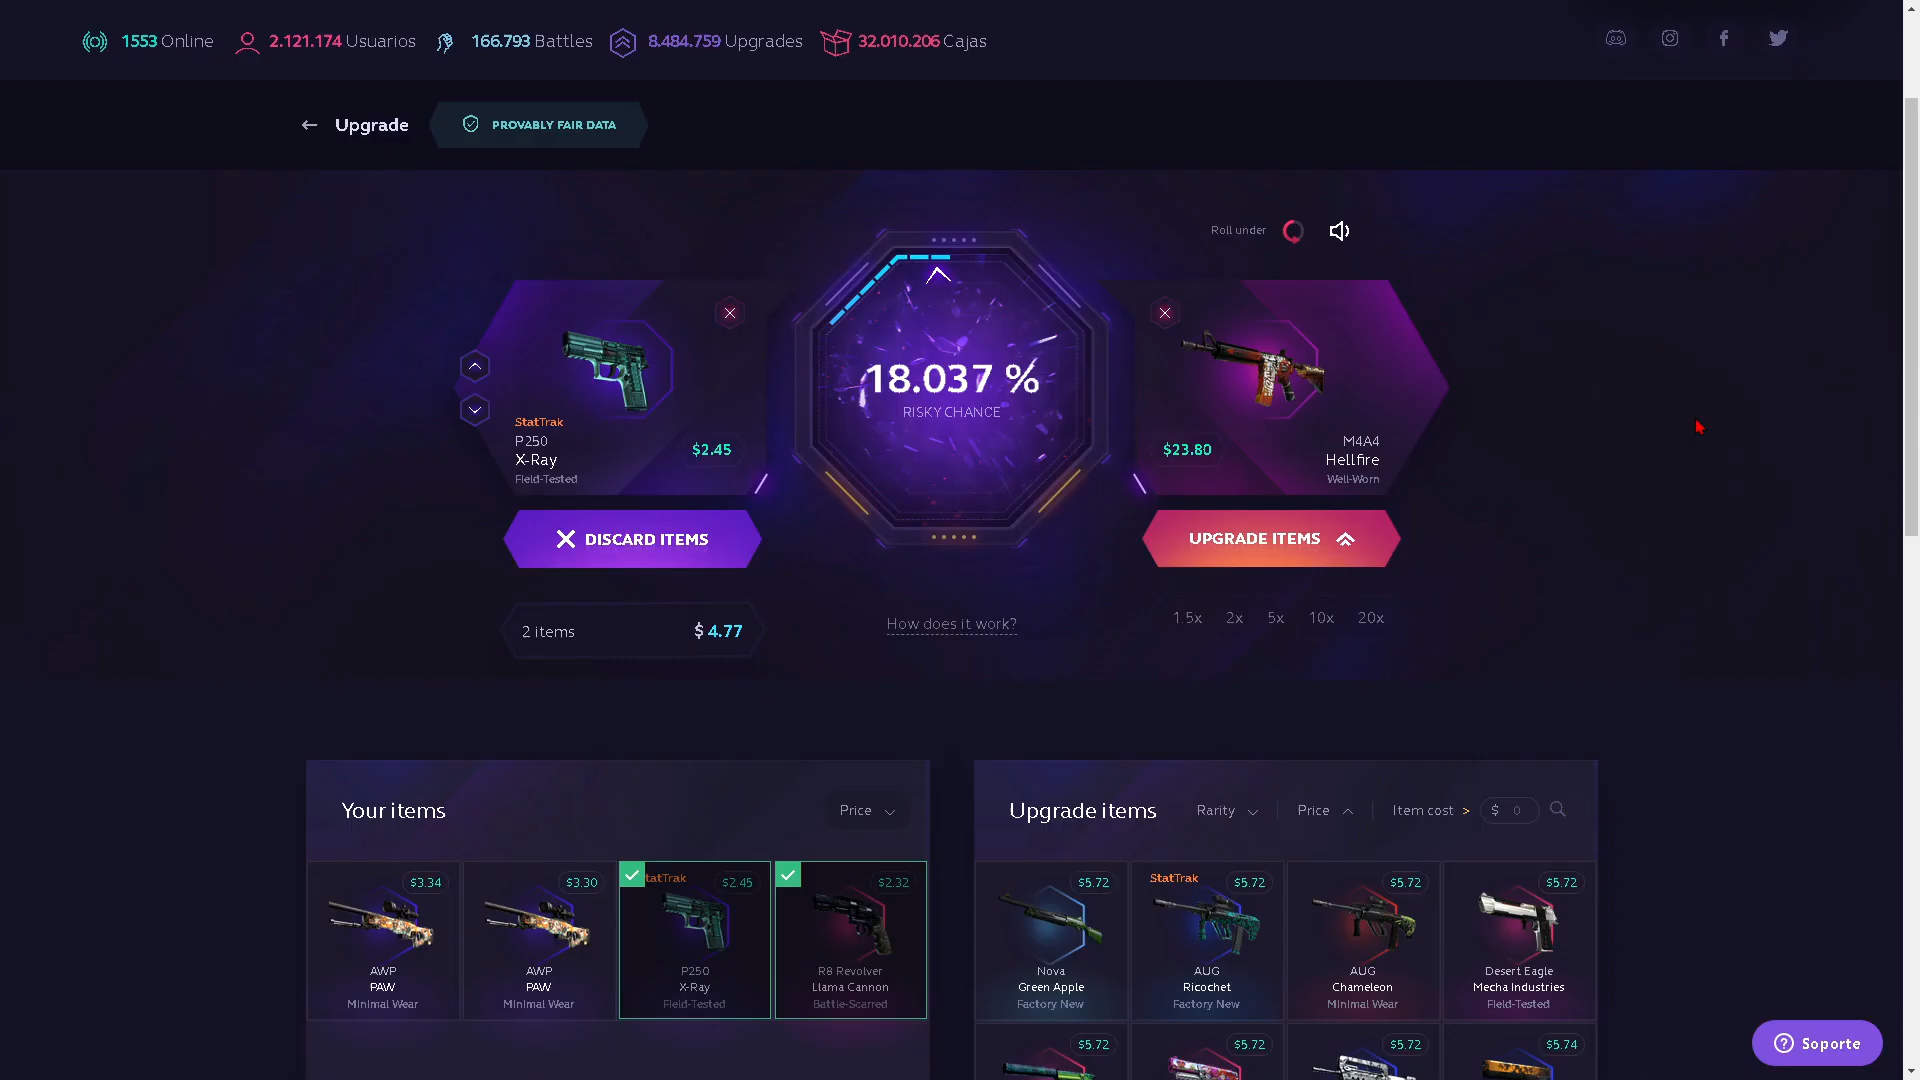 1553 Online
2.121.174 Usuarios
166.793 Battles
8.484.759 Upgrades
32.010.206 Cajas
Upgrade
PROVABLY FAIR DATA
Roll under
18.037 %
RISKY CHANCE
StatTrak
P250
X-Ray
Field-Tested
$2.45
$23.80
M4A4
Hellfire
Well-Worn
DISCARD ITEMS
UPGRADE ITEMS
2 items
$ 4.77
How does it work?
1.5x 2x 5x 10x 20x
Your items
Price
Upgrade items
Rarity
Price
Item cost >
$ 0
$3.34
AWP
PAW
Minimal Wear
$3.30
AWP
PAW
Minimal Wear
tatTrak
$2.45
P250
X-Ray
Field-Tested
$2.32
R8 Revolver
Llama Cannon
Battle-Scarred
$5.72
Nova
Green Apple
Factory New
StatTrak
$5.72
AUG
Ricochet
Factory New
$5.72
AUG
Chameleon
Minimal Wear
$5.72
Desert Eagle
Mecha Industries
Field-Tested
$5.72
$5.72
$5.72
$5.74
Soporte